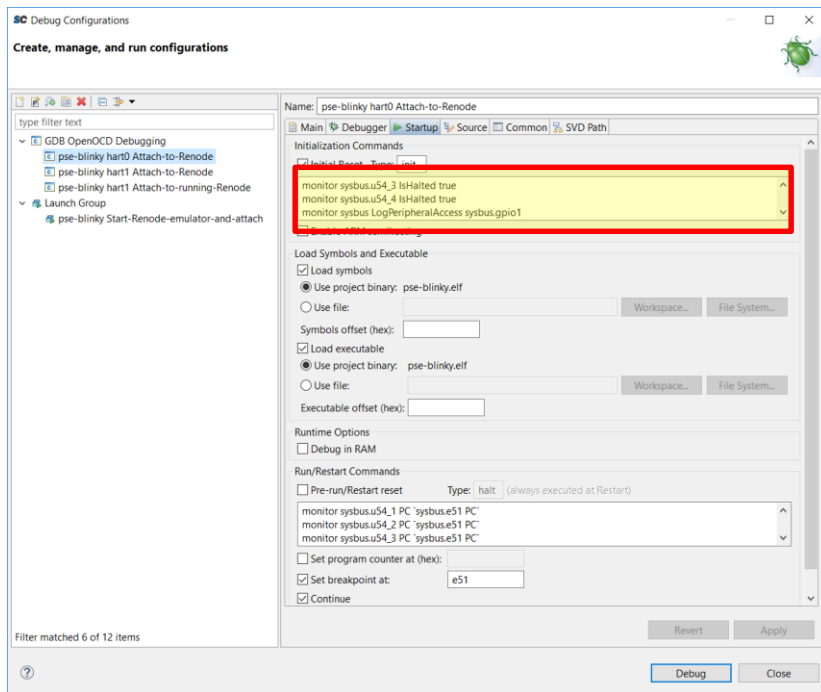 SC Debug Configurations
Create, manage, and run configurations
type filter text
GDB OpenOCD Debugging
pse-blinky hart0 Attach-to-Renode
pse-blinky hart1 Attach-to-Renode
pse-blinky hart1 Attach-to-running-Renode
Launch Group
pse-blinky Start-Renode-emulator-and-attach
Filter matched 6 of 12 items
Name: pse-blinky hart0 Attach-to-Renode
Main Debugger Startup Source Common SVD Path
Initialization Commands
Initial Reset Type: init
monitor sysbus.u54_3 IsHalted true
monitor sysbus.u54_4 IsHalted true
monitor sysbus LogPeripheralAccess sysbus.gpio1
Enable ARM semihosting
Load Symbols and Executable
Load symbols
Use project binary: pse-blinky.elf
Use file: Workspace... File System...
Symbols offset (hex):
Load executable
Use project binary: pse-blinky.elf
Use file: Workspace... File System...
Executable offset (hex):
Runtime Options
Debug in RAM
Run/Restart Commands
Pre-run/Restart reset Type: halt (always executed at Restart)
monitor sysbus.u54_1 PC `sysbus.e51 PC`
monitor sysbus.u54_2 PC `sysbus.e51 PC`
monitor sysbus.u54_3 PC `sysbus.e51 PC`
Set program counter at (hex):
Set breakpoint at: e51
Continue
Revert Apply
Debug Close